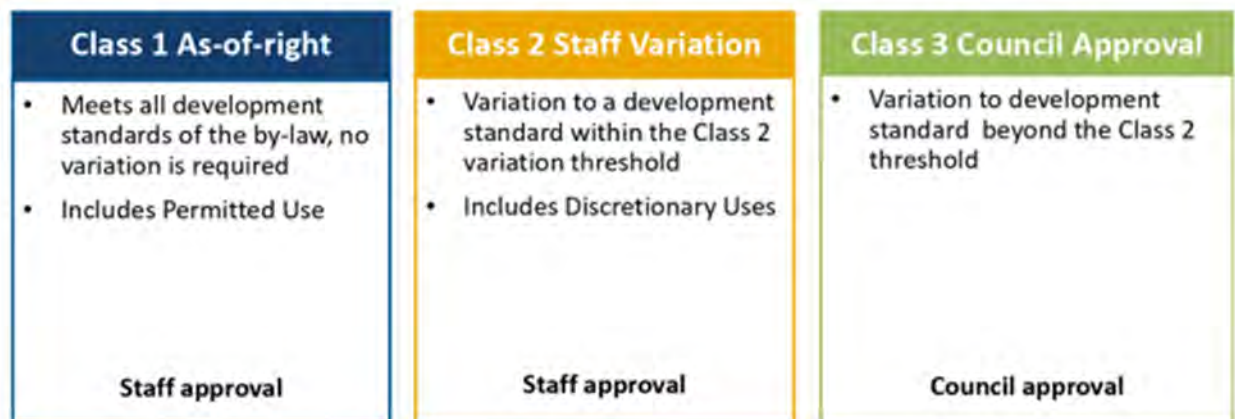 Class 1 As-of-right
• Meets all development
standards of the by-law, no
variation is required
• Includes Permitted Use
Staff approval
Class 2 Staff Variation
• Variation to a development
standard within the Class 2
variation threshold
• Includes Discretionary Uses
Staff approval
Class 3 Council Approval
• Variation to development
standard beyond the Class 2
threshold
Council approval